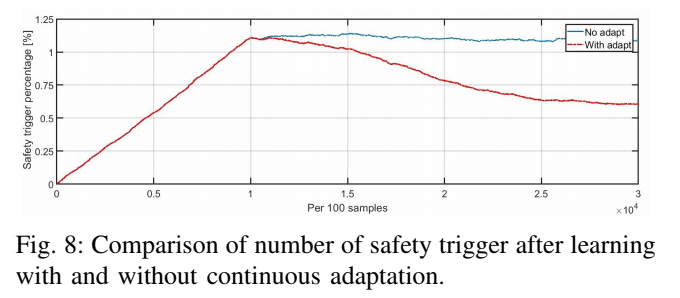 1.25
1
0.75
0.5
0.25
0
Safety trigger percentage [%]
No adapt
With adapt
0 0.5 1 1.5 2 2.5 3
Per 100 samples
×10⁴
Fig. 8: Comparison of number of safety trigger after learning
with and without continuous adaptation.